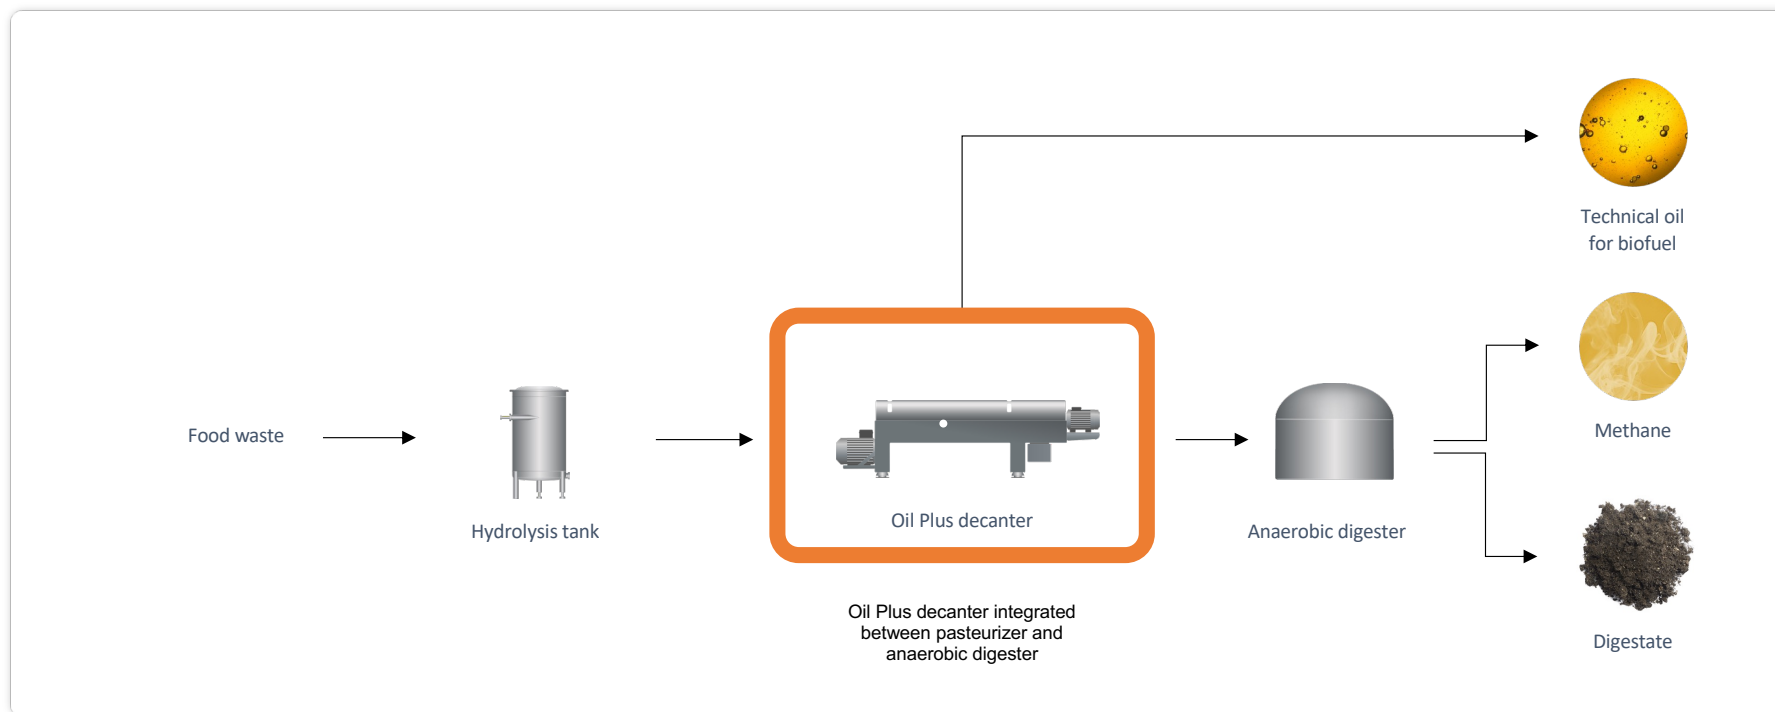 Technical oil
for biofuel
Methane
Food waste
Oil Plus decanter
Hydrolysis tank
Anaerobic digester
Oil Plus decanter integrated
between pasteurizer and
anaerobic digester
Digestate